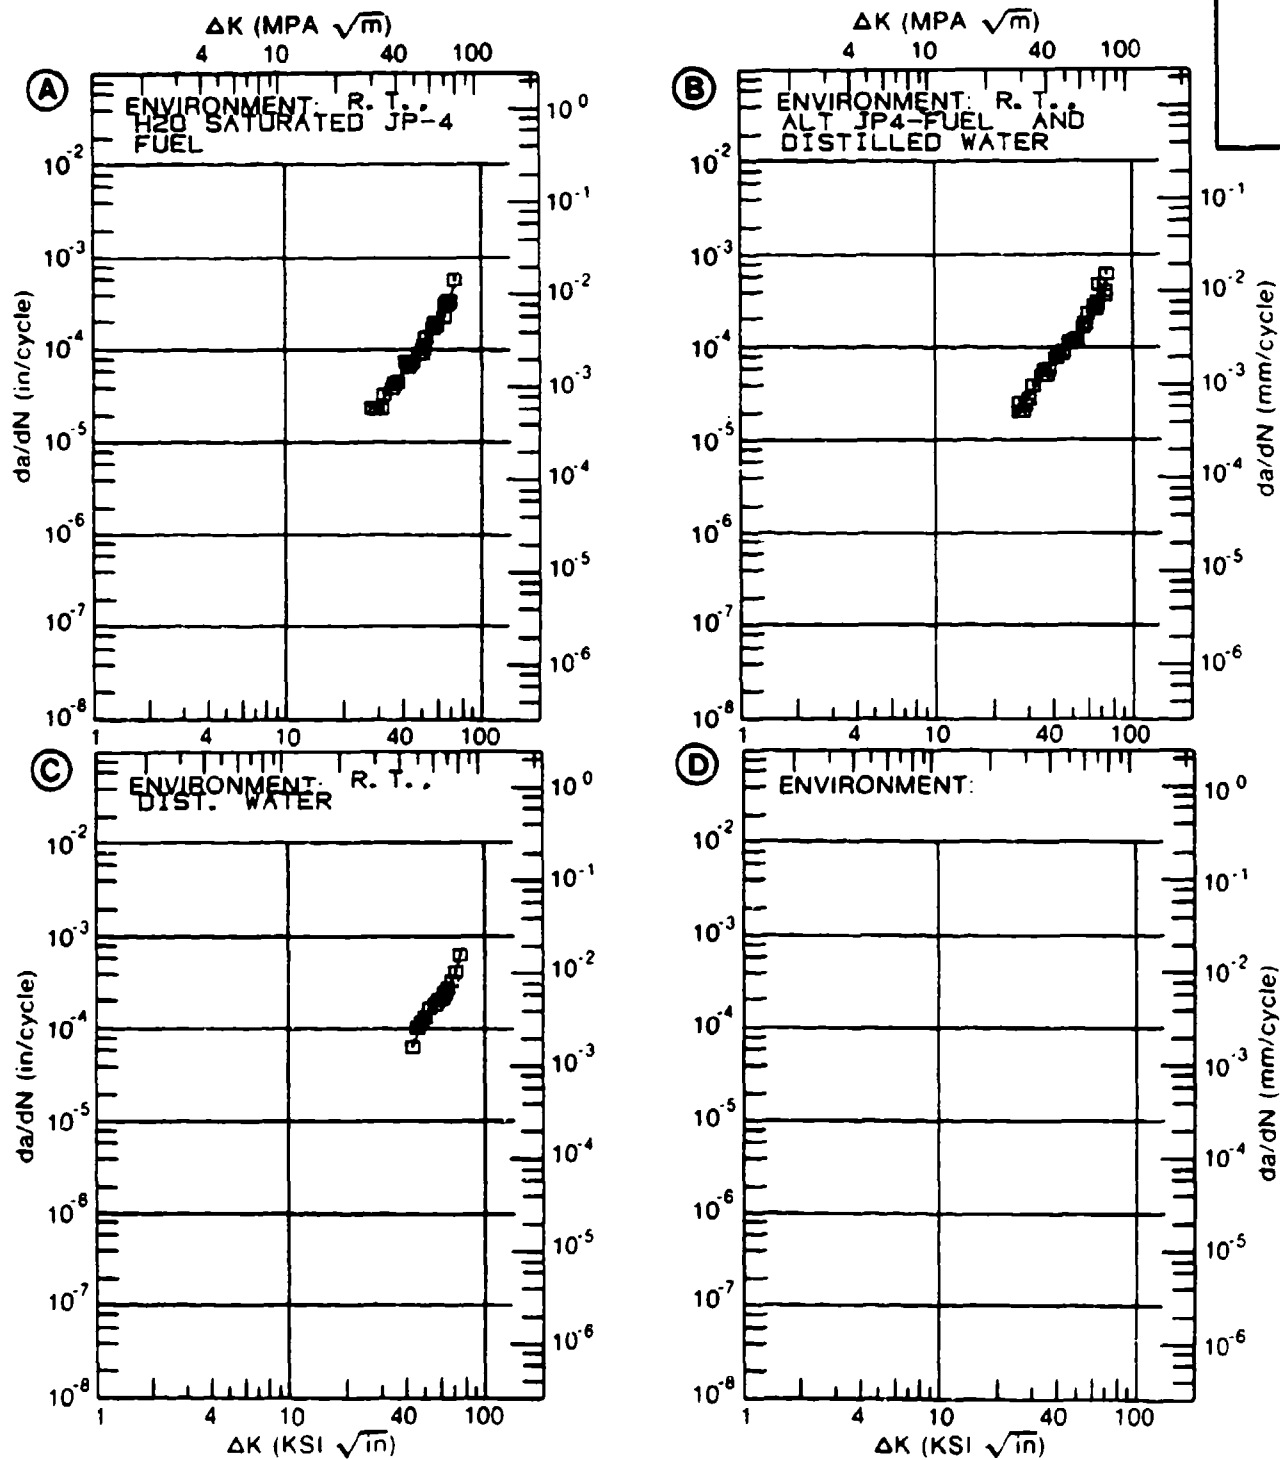 ΔK (MPA √m)
4 10 40 100
A
ENVIRONMENT: R. T.,
H2O SATURATED JP-4
FUEL
10^0
10^-2
10^-1
10^-3
10^-2
10^-4
10^-3
10^-5
10^-4
10^-6
10^-5
10^-7
10^-6
10^-8
1 4 10 40 100
da/dN (in/cycle)
ΔK (MPA √m)
4 10 40 100
B
ENVIRONMENT: R. T.,
ALT JP4-FUEL AND
DISTILLED WATER
10^-2
10^-1
10^-3
10^-2
10^-4
10^-3
10^-5
10^-4
10^-6
10^-5
10^-7
10^-6
10^-8
1 4 10 40 100
da/dN (mm/cycle)
C
ENVIRONMENT: R. T.,
DIST. WATER
10^0
10^-2
10^-1
10^-3
10^-2
10^-4
10^-3
10^-5
10^-4
10^-6
10^-5
10^-7
10^-6
10^-8
1 4 10 40 100
ΔK (KSI √in)
da/dN (in/cycle)
D
ENVIRONMENT:
10^0
10^-2
10^-1
10^-3
10^-2
10^-4
10^-3
10^-5
10^-4
10^-6
10^-5
10^-7
10^-6
10^-8
1 4 10 40 100
ΔK (KSI √in)
da/dN (mm/cycle)